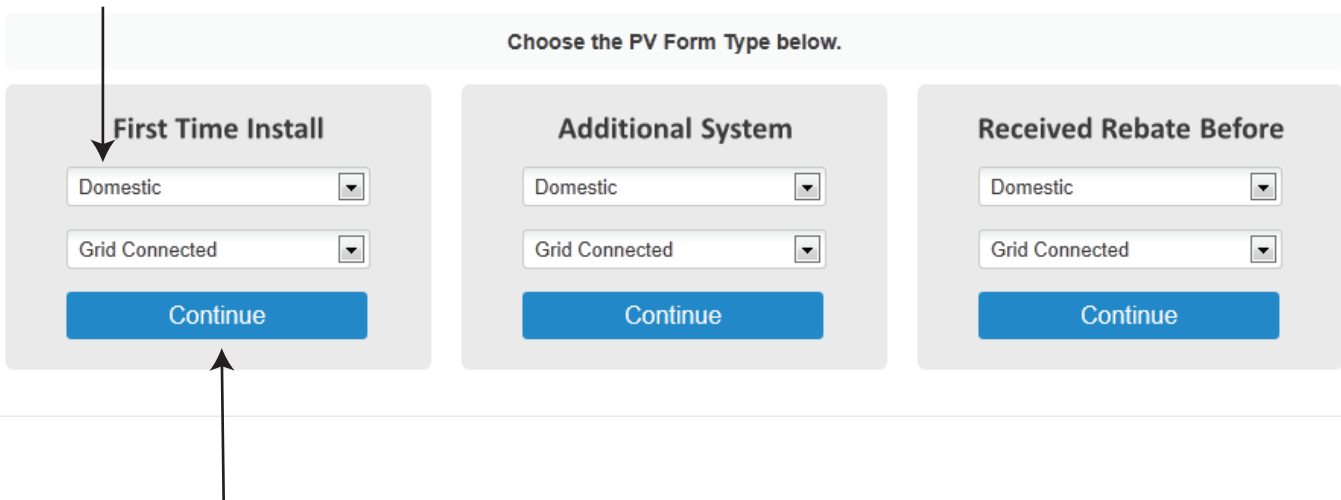 Choose the PV Form Type below.
First Time Install
Domestic
Grid Connected
Continue
Additional System
Domestic
Grid Connected
Continue
Received Rebate Before
Domestic
Grid Connected
Continue